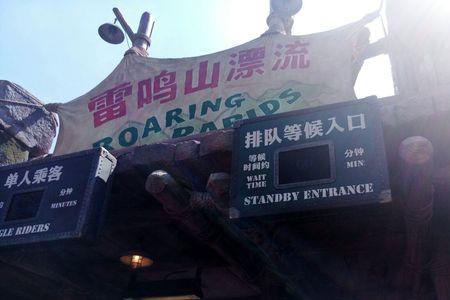 雷鸣山漂流
ROARING
RAPIDS
单人乘客
分钟
MINUTES
GLE RIDERS
排队等候入口
等候
时间约
WAIT
TIME
分钟
MIN
STANDBY ENTRANCE